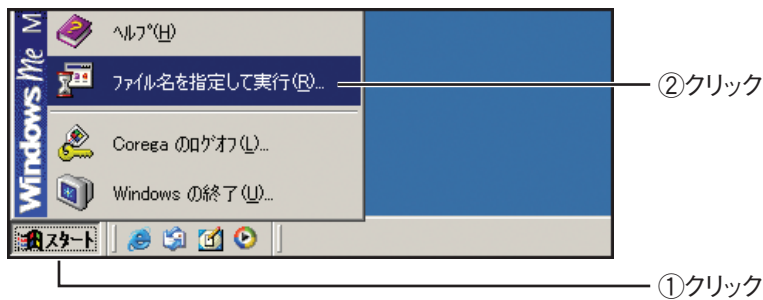 Windows Me M
ヘルプ(H)
ファイル名を指定して実行(R)...
②クリック
Corega のログオフ(L)...
Windows の終了(U)...
スタート
①クリック